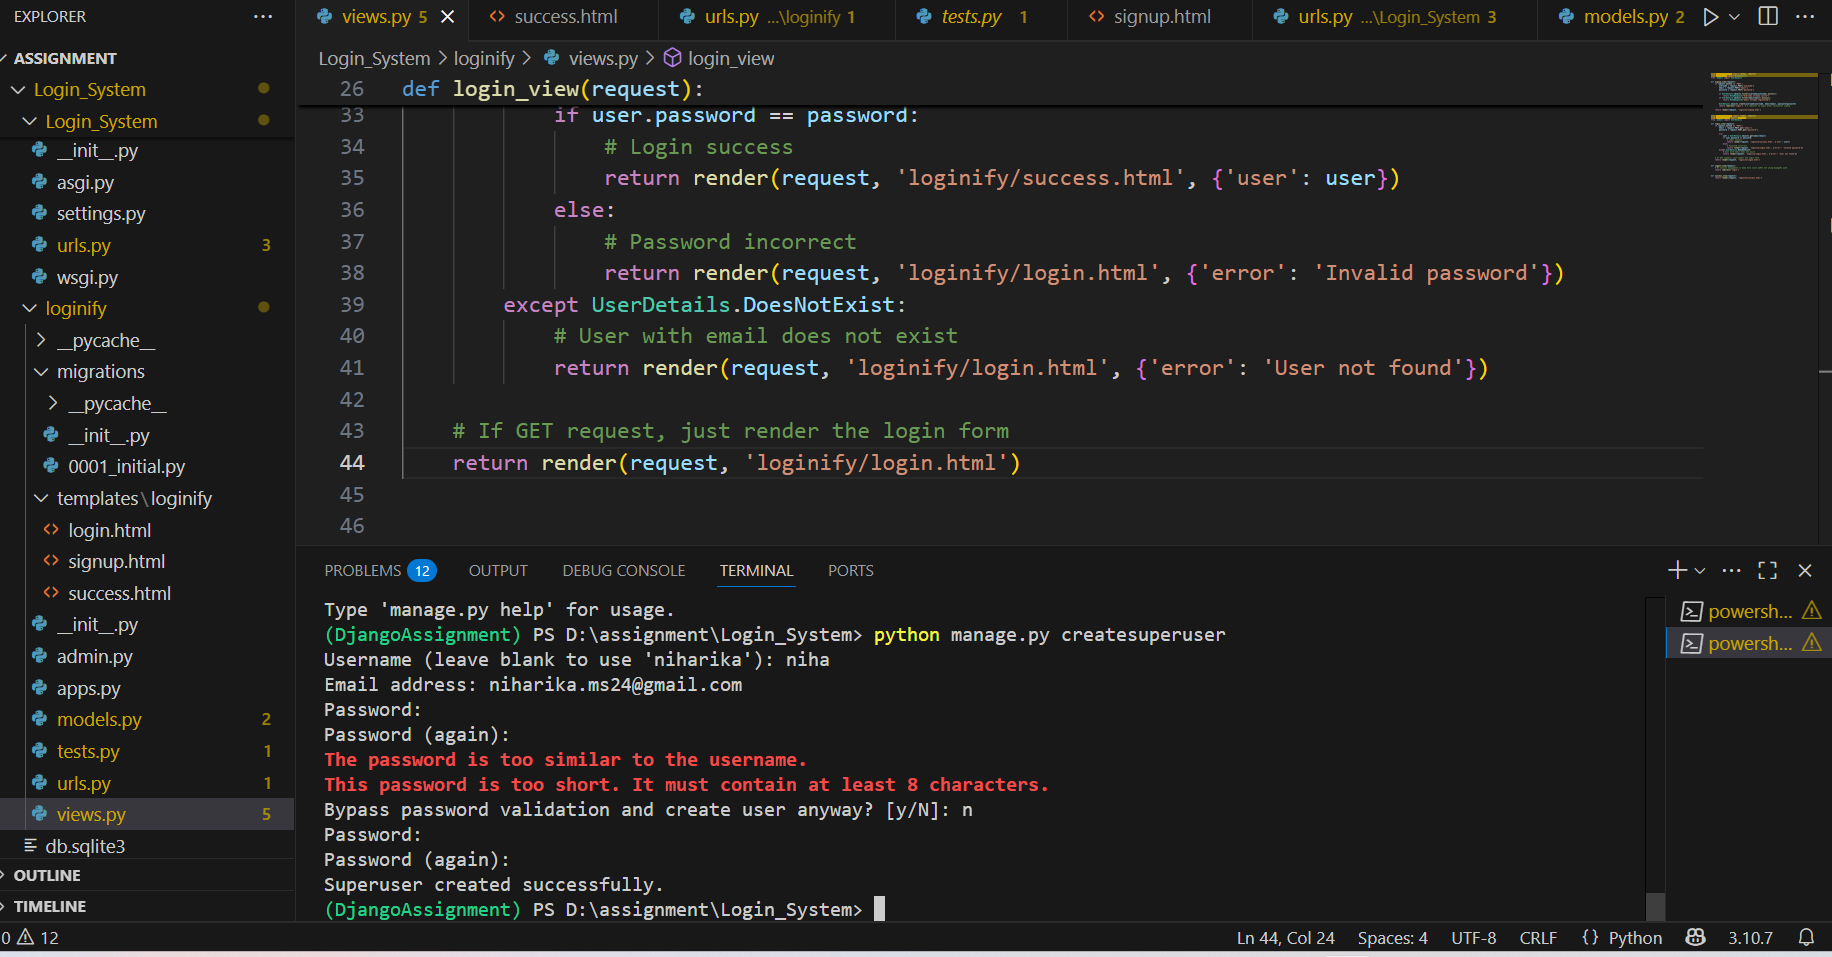 EXPLORER
ASSIGNMENT
Login_System
Login_System
__init__.py
asgi.py
settings.py
urls.py 3
wsgi.py
loginify
__pycache__
migrations
__pycache__
__init__.py
0001_initial.py
templates\loginify
login.html
signup.html
success.html
__init__.py
admin.py
apps.py
models.py 2
tests.py 1
urls.py 1
views.py 5
db.sqlite3
OUTLINE
TIMELINE
views.py 5 success.html urls.py ...\loginify 1 tests.py 1 signup.html urls.py ...\Login_System 3 models.py 2
Login_System > loginify > views.py > login_view
26 def login_view(request):
33 if user.password == password:
34 # Login success
35 return render(request, 'loginify/success.html', {'user': user})
36 else:
37 # Password incorrect
38 return render(request, 'loginify/login.html', {'error': 'Invalid password'})
39 except UserDetails.DoesNotExist:
40 # User with email does not exist
41 return render(request, 'loginify/login.html', {'error': 'User not found'})
42
43 # If GET request, just render the login form
44 return render(request, 'loginify/login.html')
45
46
PROBLEMS 12 OUTPUT DEBUG CONSOLE TERMINAL PORTS
Type 'manage.py help' for usage.
(DjangoAssignment) PS D:\assignment\Login_System> python manage.py createsuperuser
Username (leave blank to use 'niharika'): niha
Email address: niharika.ms24@gmail.com
Password:
Password (again):
The password is too similar to the username.
This password is too short. It must contain at least 8 characters.
Bypass password validation and create user anyway? [y/N]: n
Password:
Password (again):
Superuser created successfully.
(DjangoAssignment) PS D:\assignment\Login_System>
powersh...
powersh...
0 12 Ln 44, Col 24 Spaces: 4 UTF-8 CRLF {} Python 3.10.7